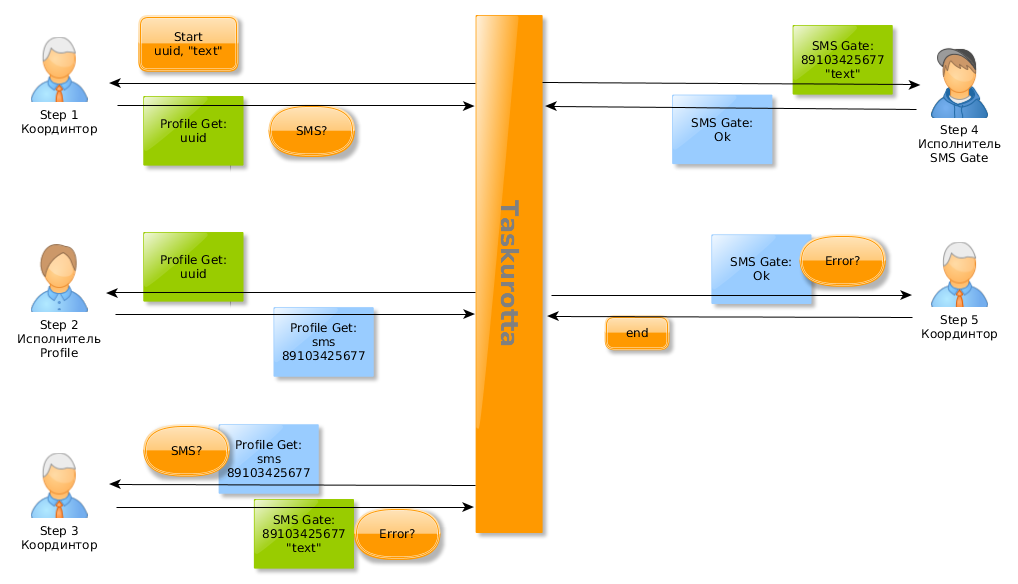 Start
uuid, "text"
Step 1
Координтор
Profile Get:
uuid
SMS?
Step 2
Исполнитель
Profile
Profile Get:
uuid
Profile Get:
sms
89103425677
Step 3
Координтор
SMS?
Profile Get:
sms
89103425677
SMS Gate:
89103425677
"text"
Error?
Taskurotta
SMS Gate:
89103425677
"text"
SMS Gate:
Ok
Step 4
Исполнитель
SMS Gate
SMS Gate:
Ok
Error?
end
Step 5
Координтор